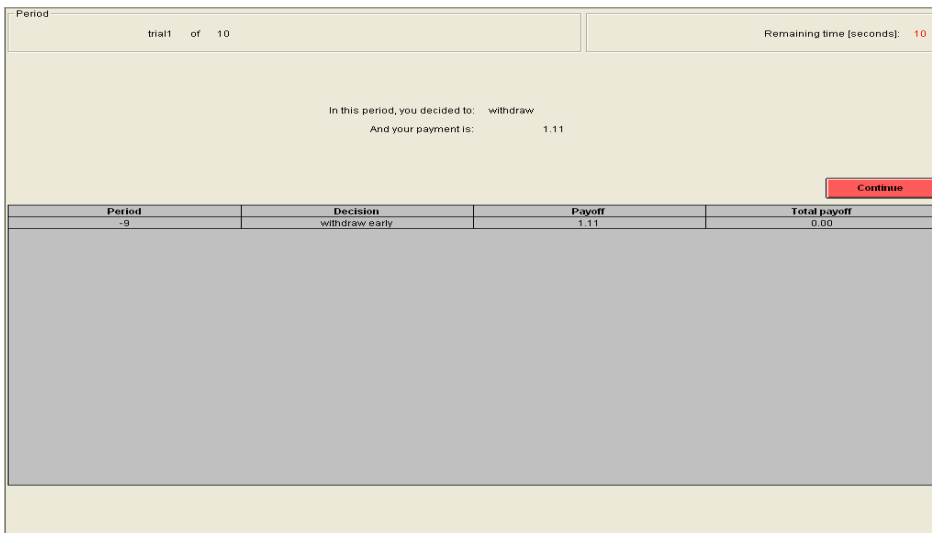 Period
trial1 of 10 Remaining time [seconds]: 10
In this period, you decided to: withdraw
And your payment is: 1.11
Continue
Period Decision Payoff Total payoff
-9 withdraw early 1.11 0.00